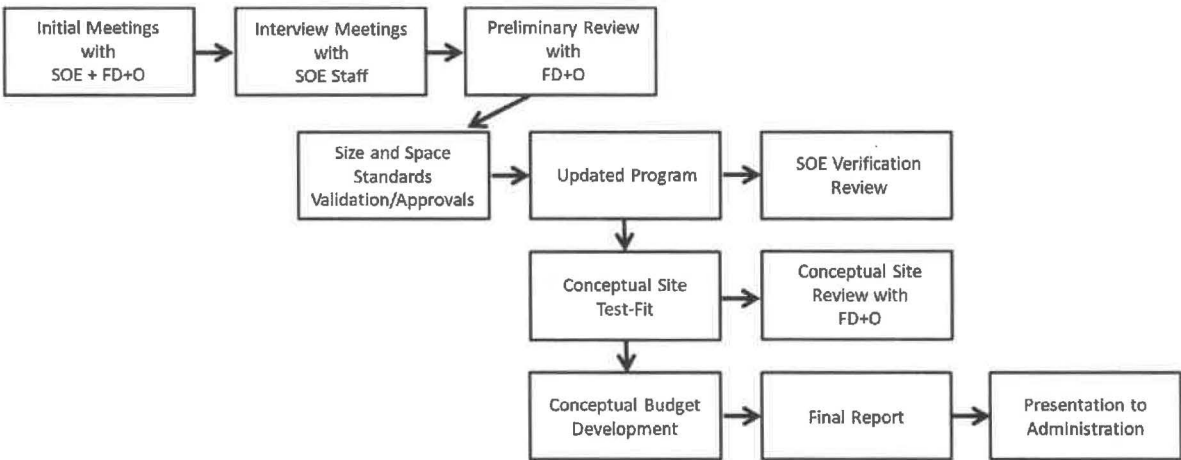 Initial Meetings
with
SOE + FD+O
Interview Meetings
with
SOE Staff
Preliminary Review
with
FD+O
Size and Space
Standards
Validation/Approvals
Updated Program
SOE Verification
Review
Conceptual Site
Test-Fit
Conceptual Site
Review with
FD+O
Conceptual Budget
Development
Final Report
Presentation to
Administration